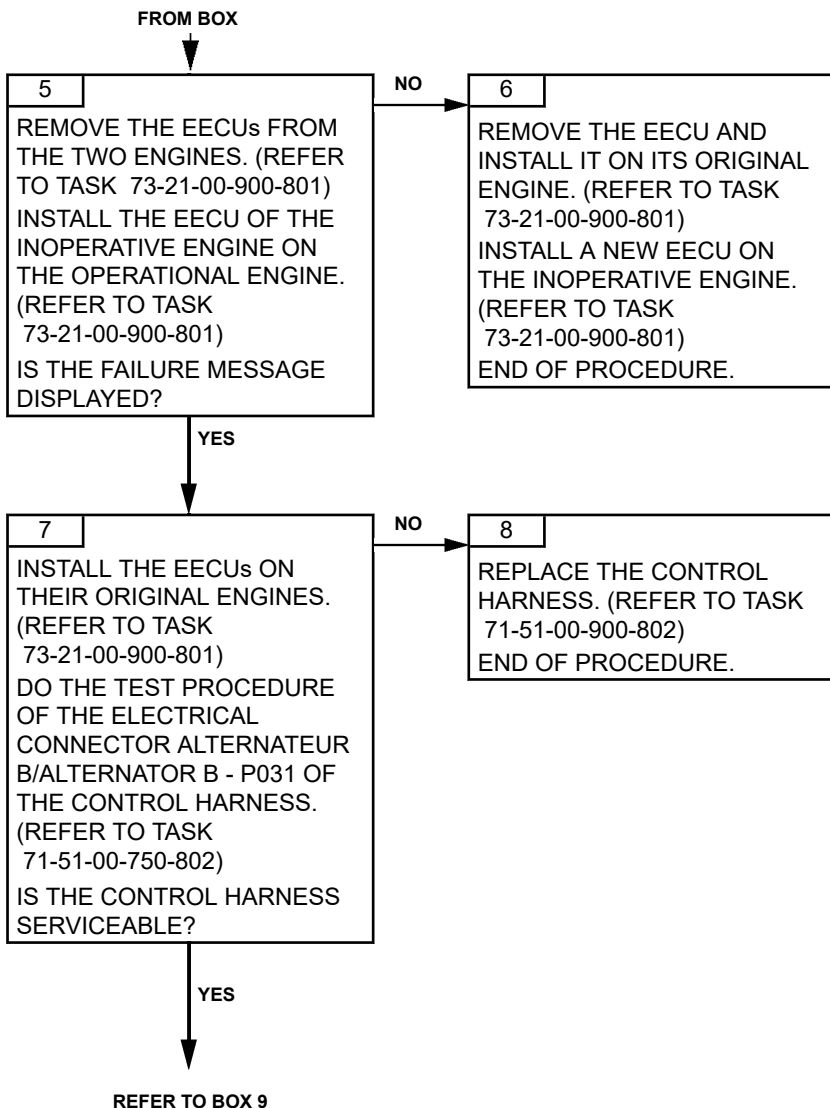 FROM BOX
5
REMOVE THE EECUs FROM
THE TWO ENGINES. (REFER
TO TASK 73-21-00-900-801)
INSTALL THE EECU OF THE
INOPERATIVE ENGINE ON
THE OPERATIONAL ENGINE.
(REFER TO TASK
73-21-00-900-801)
IS THE FAILURE MESSAGE
DISPLAYED?
NO
6
REMOVE THE EECU AND
INSTALL IT ON ITS ORIGINAL
ENGINE. (REFER TO TASK
73-21-00-900-801)
INSTALL A NEW EECU ON
THE INOPERATIVE ENGINE.
(REFER TO TASK
73-21-00-900-801)
END OF PROCEDURE.
YES
7
INSTALL THE EECUs ON
THEIR ORIGINAL ENGINES.
(REFER TO TASK
73-21-00-900-801)
DO THE TEST PROCEDURE
OF THE ELECTRICAL
CONNECTOR ALTERNATEUR
B/ALTERNATOR B - P031 OF
THE CONTROL HARNESS.
(REFER TO TASK
71-51-00-750-802)
IS THE CONTROL HARNESS
SERVICEABLE?
NO
8
REPLACE THE CONTROL
HARNESS. (REFER TO TASK
71-51-00-900-802)
END OF PROCEDURE.
YES
REFER TO BOX 9